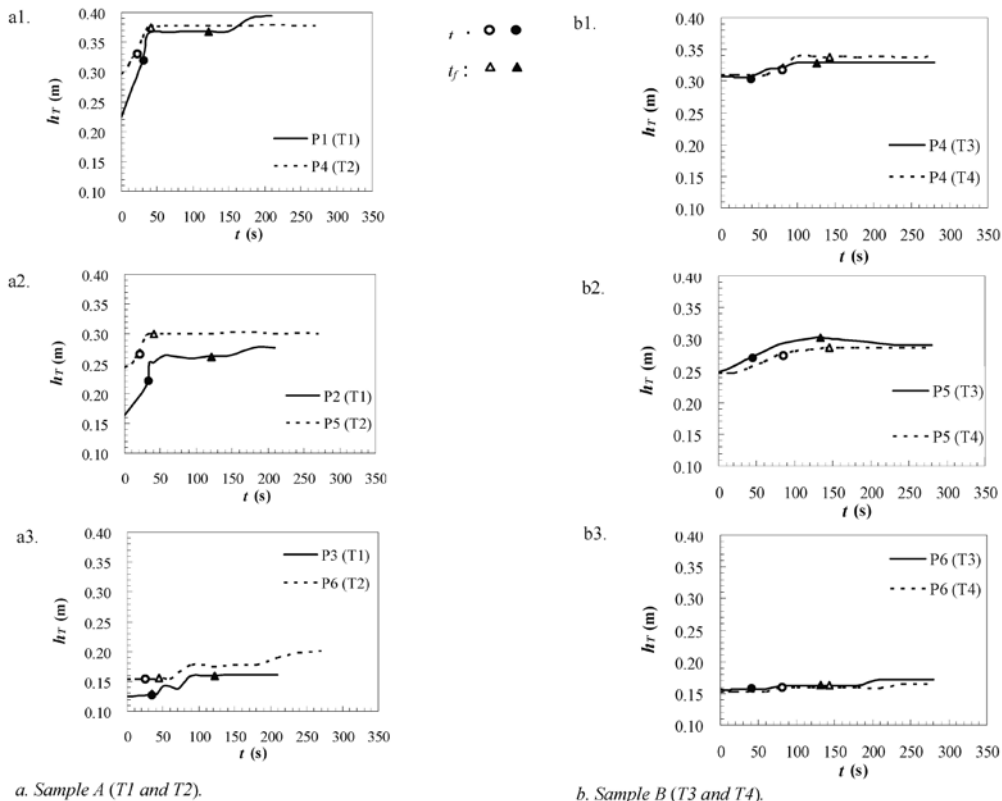 a1.
0.40
0.35
0.30
0.25
0.20
0.15
0.10
hT (m)
P1 (T1)
P4 (T2)
0 50 100 150 200 250 300 350
t (s)
t :
tf :
b1.
0.40
0.35
0.30
0.25
0.20
0.15
0.10
hT (m)
P4 (T3)
P4 (T4)
0 50 100 150 200 250 300 350
t (s)
a2.
0.40
0.35
0.30
0.25
0.20
0.15
0.10
hT (m)
P2 (T1)
P5 (T2)
0 50 100 150 200 250 300 350
t (s)
b2.
0.40
0.35
0.30
0.25
0.20
0.15
0.10
hT (m)
P5 (T3)
P5 (T4)
0 50 100 150 200 250 300 350
t (s)
a3.
0.40
0.35
0.30
0.25
0.20
0.15
0.10
hT (m)
P3 (T1)
P6 (T2)
0 50 100 150 200 250 300 350
t (s)
b3.
0.40
0.35
0.30
0.25
0.20
0.15
0.10
hT (m)
P6 (T3)
P6 (T4)
0 50 100 150 200 250 300 350
t (s)
a. Sample A (T1 and T2).
b. Sample B (T3 and T4).